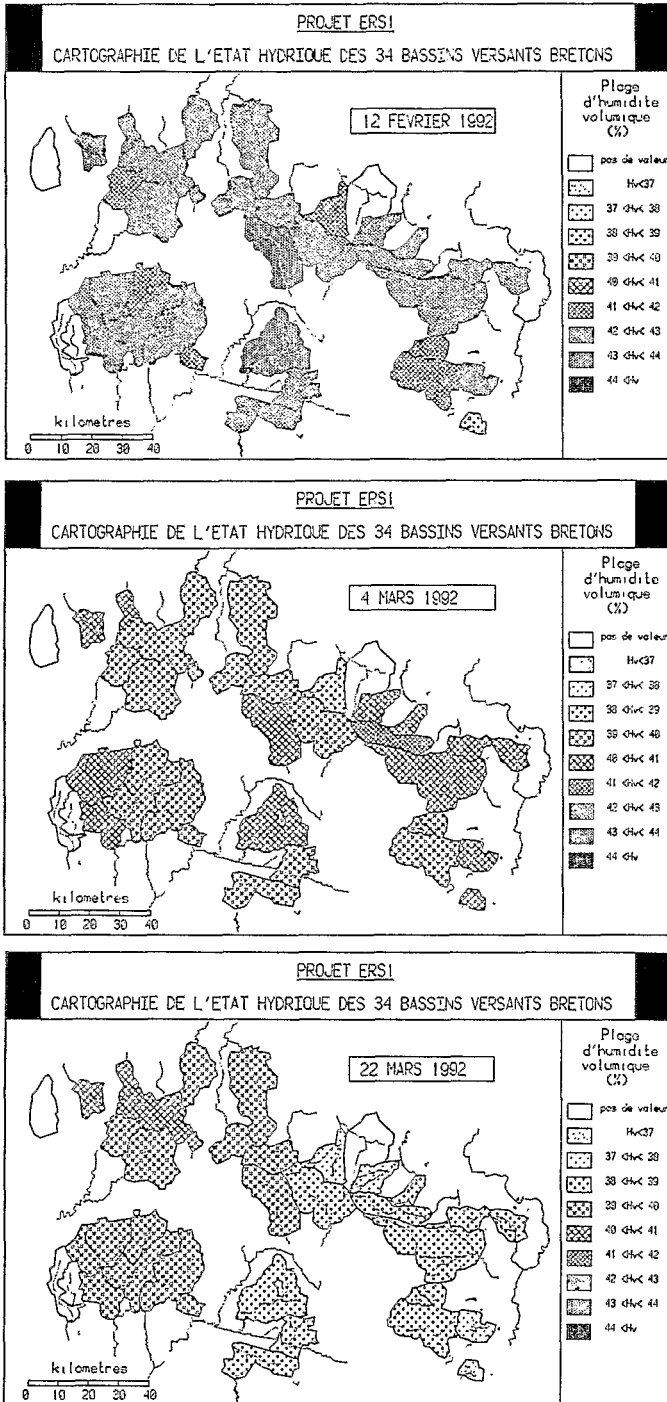 PROJET ERS1
CARTOGRAPHIE DE L'ETAT HYDRIQUE DES 34 BASSINS VERSANTS BRETONS
12 FEVRIER 1992
Plage
d'humidite
volumique
(%)
pas de valeur
Hv<37
37 <Hv< 38
38 <Hv< 39
39 <Hv< 40
40 <Hv< 41
41 <Hv< 42
42 <Hv< 43
43 <Hv< 44
44 <Hv
kilometres
0 10 20 30 40
PROJET ERS1
CARTOGRAPHIE DE L'ETAT HYDRIQUE DES 34 BASSINS VERSANTS BRETONS
4 MARS 1992
Plage
d'humidite
volumique
(%)
pas de valeur
Hv<37
37 <Hv< 38
38 <Hv< 39
39 <Hv< 40
40 <Hv< 41
41 <Hv< 42
42 <Hv< 43
43 <Hv< 44
44 <Hv
kilometres
0 10 20 30 40
PROJET ERS1
CARTOGRAPHIE DE L'ETAT HYDRIQUE DES 34 BASSINS VERSANTS BRETONS
22 MARS 1992
Plage
d'humidite
volumique
(%)
pas de valeur
Hv<37
37 <Hv< 38
38 <Hv< 39
39 <Hv< 40
40 <Hv< 41
41 <Hv< 42
42 <Hv< 43
43 <Hv< 44
44 <Hv
kilometres
0 10 20 30 40